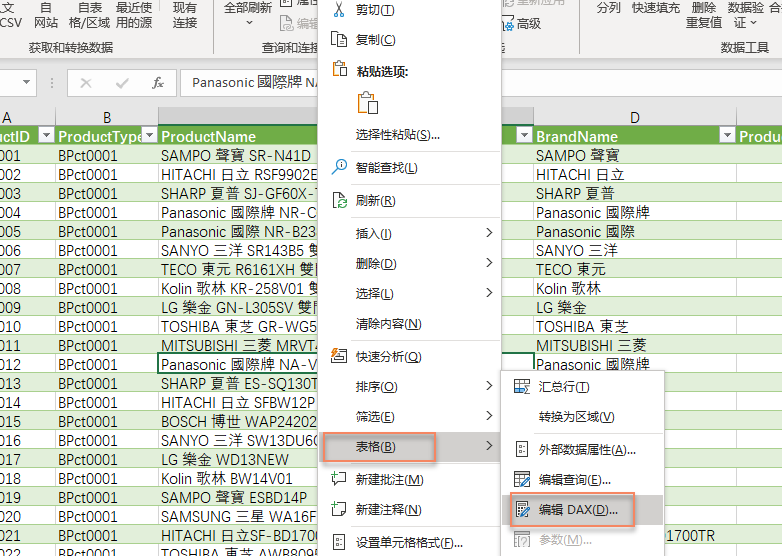 文 自 自表 最近使 现有 全部刷新 重新应用 分列 快速填充 删除 数据验
CSV 网站 格/区域 用的源 连接 编辑 高级 重复值 证
获取和转换数据 查询和连接 数据工具
剪切(T)
复制(C)
粘贴选项:
选择性粘贴(S)...
智能查找(L)
刷新(R)
插入(I)
删除(D)
选择(L)
清除内容(N)
快速分析(Q)
排序(O)
筛选(E)
表格(B)
新建批注(M)
新建注释(N)
设置单元格格式(F)...
汇总行(T)
转换为区域(V)
外部数据属性(A)...
编辑查询(E)...
编辑 DAX(D)...
参数(M)...
fx Panasonic 國際牌 NA
A B D
uctID ProductType ProductName BrandName Produ
001 BPct0001 SAMPO 聲寶 SR-N41D SAMPO 聲寶
002 BPct0001 HITACHI 日立 RSF9902E HITACHI 日立
003 BPct0001 SHARP 夏普 SJ-GF60X- SHARP 夏普
004 BPct0001 Panasonic 國際牌 NR-C Panasonic 國際牌
005 BPct0001 Panasonic 國際 NR-B23 Panasonic 國際
006 BPct0001 SANYO 三洋 SR143B5 雙 SANYO 三洋
007 BPct0001 TECO 東元 R6161XH 雙 TECO 東元
008 BPct0001 Kolin 歌林 KR-258V01 雙 Kolin 歌林
009 BPct0001 LG 樂金 GN-L305SV 雙 LG 樂金
010 BPct0001 TOSHIBA 東芝 GR-WG5 TOSHIBA 東芝
011 BPct0001 MITSUBISHI 三菱 MRVT4 MITSUBISHI 三菱
012 BPct0001 Panasonic 國際牌 NA-V Panasonic 國際牌
013 BPct0001 SHARP 夏普 ES-SQ130T
014 BPct0001 HITACHI 日立 SFBW12P
015 BPct0001 BOSCH 博世 WAP24202
016 BPct0001 SANYO 三洋 SW13DU6G
017 BPct0001 LG 樂金 WD13NEW
018 BPct0001 Kolin 歌林 BW14V01
019 BPct0001 SAMPO 聲寶 ESBD14P
020 BPct0001 SAMSUNG 三星 WA16F
021 BPct0001 HITACHI 日立SF-BD1700 1700TR
022 BPct0001 TOSHIBA 東芝 AWB809